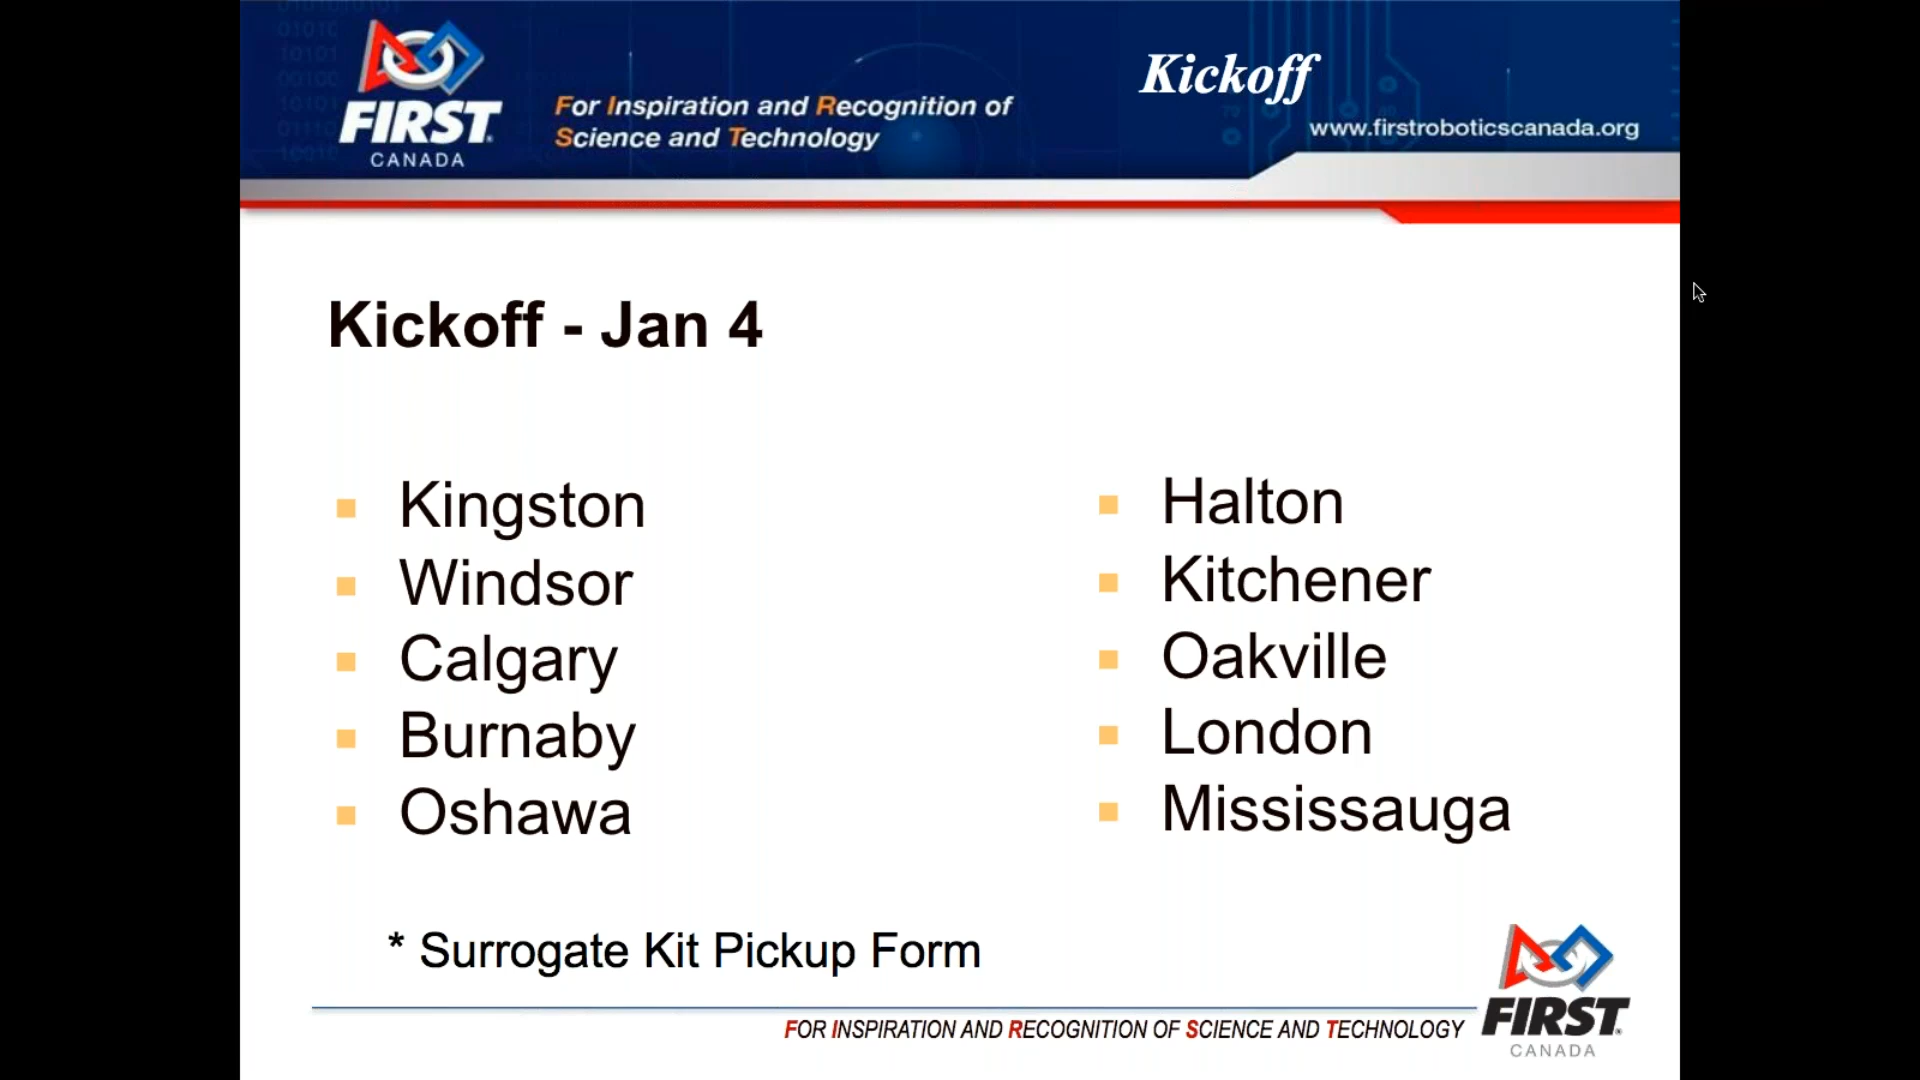 FIRST
CANADA
For Inspiration and Recognition of
Science and Technology
Kickoff
www.firstroboticscanada.org
Kickoff - Jan 4
Kingston
Windsor
Calgary
Burnaby
Oshawa
Halton
Kitchener
Oakville
London
Mississauga
* Surrogate Kit Pickup Form
FOR INSPIRATION AND RECOGNITION OF SCIENCE AND TECHNOLOGY
FIRST
CANADA